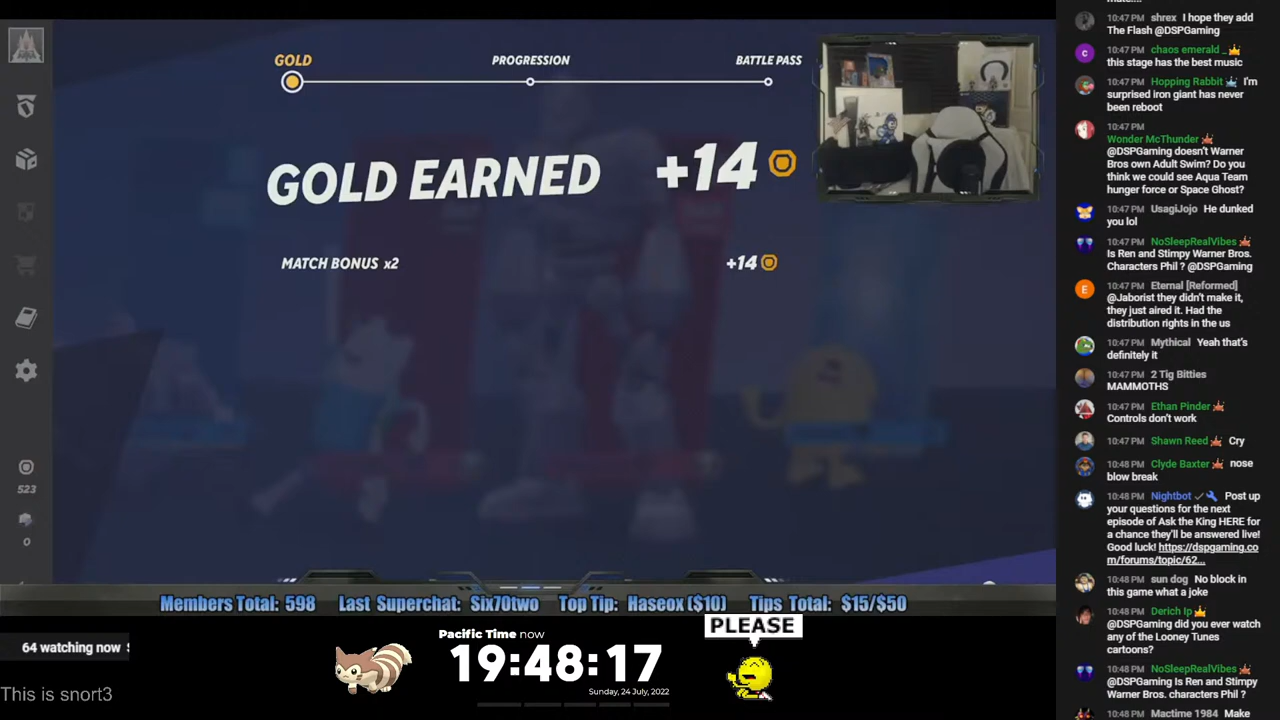 GOLD
PROGRESSION
BATTLE PASS
GOLD EARNED
+14
MATCH BONUS x2
+14
523
0
Members Total: 598
Last Superchat: Six70two
Top Tip: Haseox ($10)
Tips Total: $15/$50
64 watching now
Pacific Time now
19:48:17
Sunday, 24 July, 2022
PLEASE
This is snort3
10:47 PM shrex I hope they add
The Flash @DSPGaming
10:47 PM chaos emerald _
this stage has the best music
10:47 PM Hopping Rabbit I'm
surprised iron giant has never
been reboot
10:47 PM
Wonder McThunder
@DSPGaming doesn't Warner
Bros own Adult Swim? Do you
think we could see Aqua Team
hunger force or Space Ghost?
10:47 PM UsagiJojo He dunked
you lol
10:47 PM NoSleepRealVibes
Is Ren and Stimpy Warner Bros.
Characters Phil ? @DSPGaming
10:47 PM Eternal [Reformed]
@Jaborist they didn't make it,
they just aired it. Had the
distribution rights in the us
10:47 PM Mythical Yeah that's
definitely it
10:47 PM 2 Tig Bitties
MAMMOTHS
10:47 PM Ethan Pinder
Controls don't work
10:47 PM Shawn Reed Cry
10:48 PM Clyde Baxter nose
blow break
10:48 PM Nightbot Post up
your questions for the next
episode of Ask the King HERE for
a chance they'll be answered live!
Good luck! https://dspgaming.co
m/forums/topic/62...
10:48 PM sun dog No block in
this game what a joke
10:48 PM Derich Ip
@DSPGaming did you ever watch
any of the Looney Tunes
cartoons?
10:48 PM NoSleepRealVibes
@DSPGaming Is Ren and Stimpy
Warner Bros. characters Phil ?
10:48 PM Mactime 1984 Make